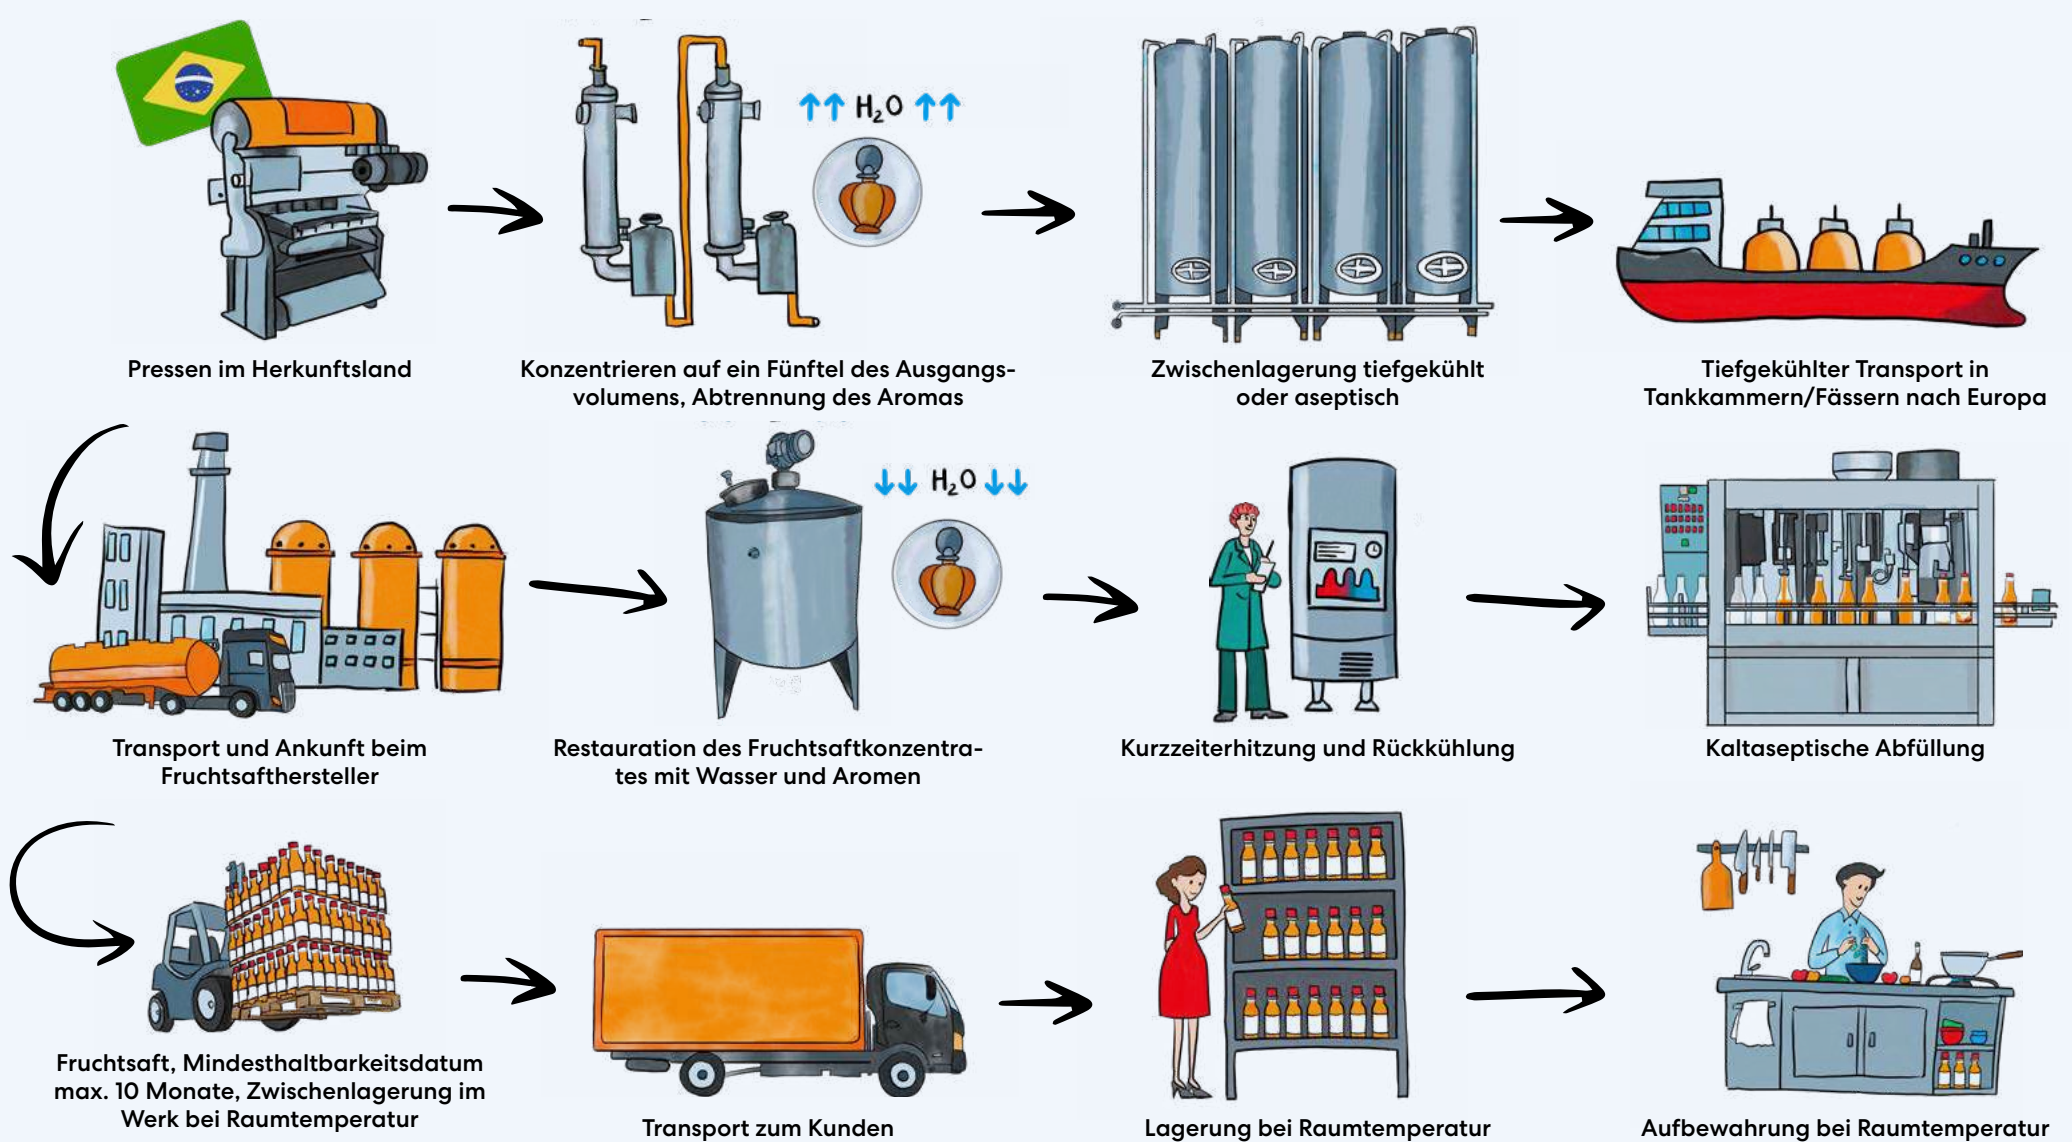 H₂O
Pressen im Herkunftsland
Konzentrieren auf ein Fünftel des Ausgangs-
volumens, Abtrennung des Aromas
Zwischenlagerung tiefgekühlt
oder aseptisch
Tiefgekühlter Transport in
Tankkammern/Fässern nach Europa
H₂O
Transport und Ankunft beim
Fruchtsafthersteller
Restauration des Fruchtsaftkonzentra-
tes mit Wasser und Aromen
Kurzzeiterhitzung und Rückkühlung
Kaltaseptische Abfüllung
Fruchtsaft, Mindesthaltbarkeitsdatum
max. 10 Monate, Zwischenlagerung im
Werk bei Raumtemperatur
Transport zum Kunden
Lagerung bei Raumtemperatur
Aufbewahrung bei Raumtemperatur